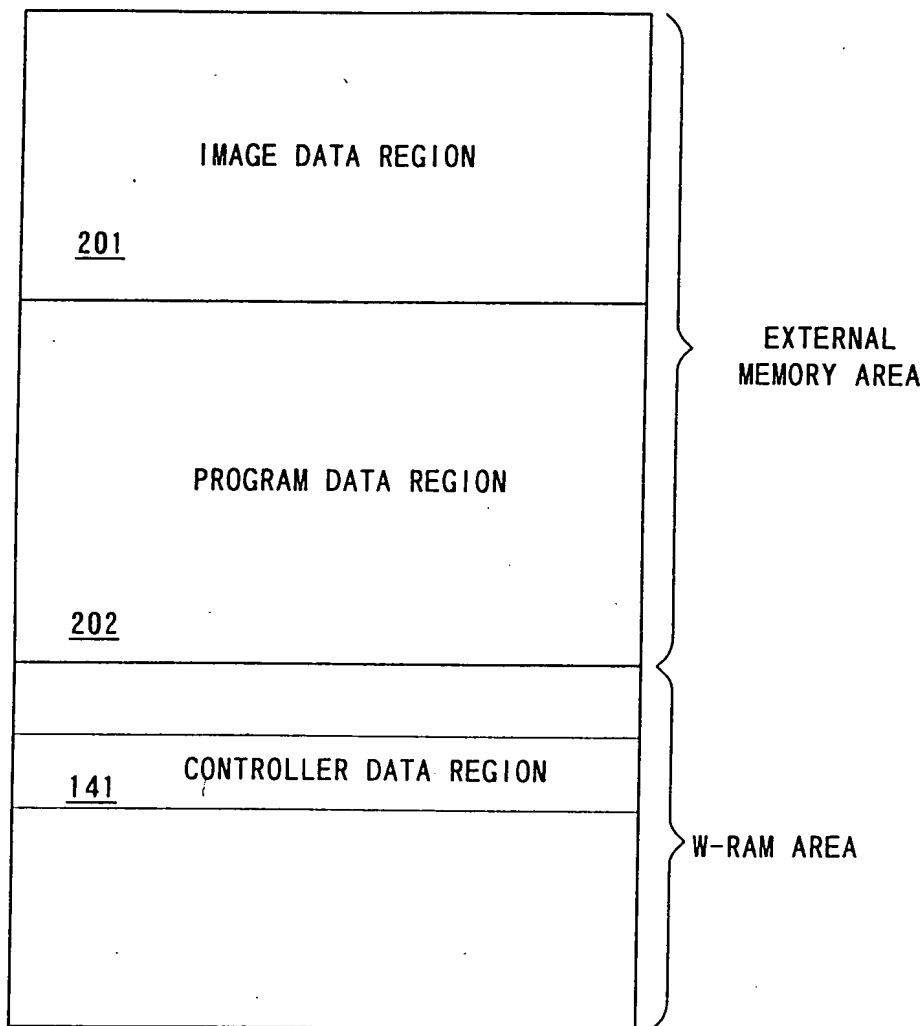 IMAGE DATA REGION
201
EXTERNAL
MEMORY AREA
PROGRAM DATA REGION
202
CONTROLLER DATA REGION
141
W-RAM AREA